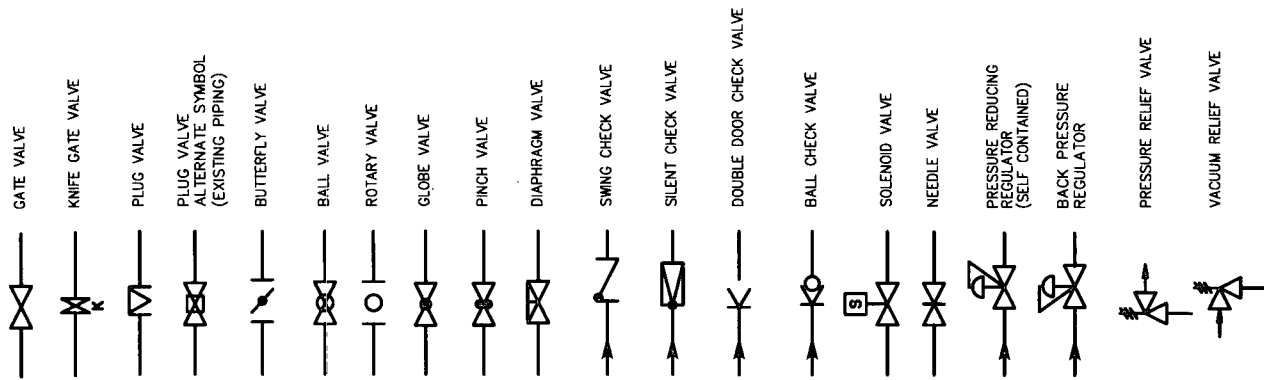 GATE VALVE
KNIFE GATE VALVE
K
PLUG VALVE
PLUG VALVE
ALTERNATE SYMBOL
(EXISTING PIPING)
BUTTERFLY VALVE
BALL VALVE
ROTARY VALVE
GLOBE VALVE
PINCH VALVE
DIAPHRAGM VALVE
SWING CHECK VALVE
SILENT CHECK VALVE
DOUBLE DOOR CHECK VALVE
BALL CHECK VALVE
S
SOLENOID VALVE
NEEDLE VALVE
PRESSURE REDUCING
REGULATOR
(SELF CONTAINED)
BACK PRESSURE
REGULATOR
PRESSURE RELIEF VALVE
VACUUM RELIEF VALVE